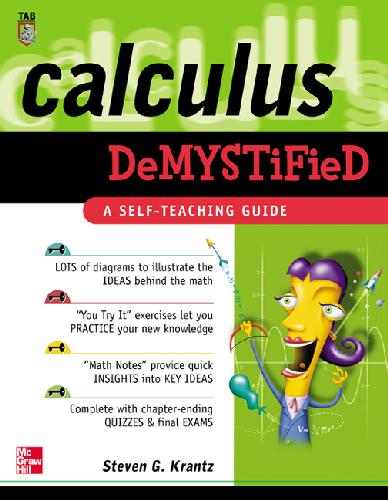 TAB
calculus
DeMYSTiFieD
A SELF-TEACHING GUIDE
LOTS of diagrams to illustrate the
IDEAS behind the math
"You Try It" exercises let you
PRACTICE your new knowledge
"Math Notes" provide quick
INSIGHTS into KEY IDEAS
Complete with chapter-ending
QUIZZES & final EXAMS
Mc
Graw
Hill
Steven G. Krantz